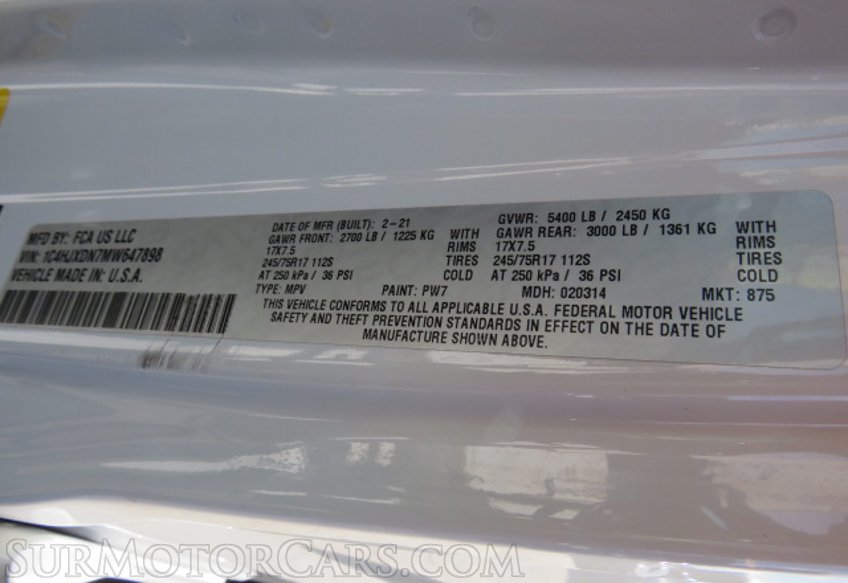 MFD BY: FCA US LLC
VIN: 1C4HJXDN7MW647898
VEHICLE MADE IN: U.S.A.
DATE OF MFR (BUILT): 2-21
GAWR FRONT: 2700 LB / 1225 KG WITH
17X7.5 RIMS
245/75R17 112S TIRES
AT 250 kPa / 36 PSI COLD
GVWR: 5400 LB / 2450 KG
GAWR REAR: 3000 LB / 1361 KG WITH
17X7.5 RIMS
245/75R17 112S TIRES
AT 250 kPa / 36 PSI COLD
TYPE: MPV PAINT: PW7 MDH: 020314 MKT: 875
THIS VEHICLE CONFORMS TO ALL APPLICABLE U.S.A. FEDERAL MOTOR VEHICLE
SAFETY AND THEFT PREVENTION STANDARDS IN EFFECT ON THE DATE OF
MANUFACTURE SHOWN ABOVE.
SURMOTORCARS.COM